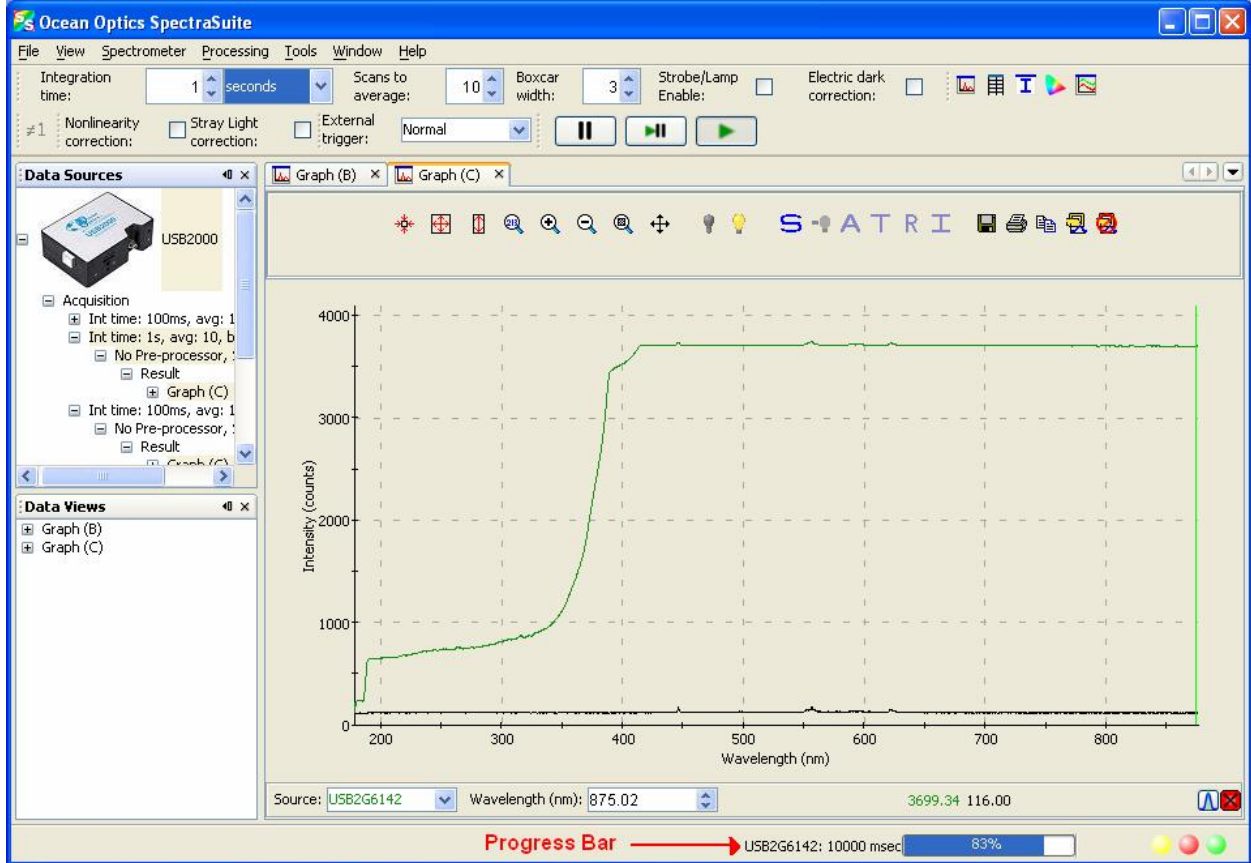 Ocean Optics SpectraSuite
File View Spectrometer Processing Tools Window Help
Integration time: 1 seconds Scans to average: 10 Boxcar width: 3 Strobe/Lamp Enable: Electric dark correction:
≠1 Nonlinearity correction: Stray Light correction: External trigger: Normal
Data Sources
USB2000
Acquisition
Int time: 100ms, avg: 1
Int time: 1s, avg: 10, b
No Pre-processor,
Result
Graph (C)
Int time: 100ms, avg: 1
No Pre-processor,
Result
Graph (C)
Data Views
Graph (B)
Graph (C)
Graph (B) Graph (C)
S A T R I
Intensity (counts)
4000
3000
2000
1000
0
200 300 400 500 600 700 800
Wavelength (nm)
Source: USB2G6142 Wavelength (nm): 875.02 3699.34 116.00
Progress Bar USB2G6142: 10000 msec 83%